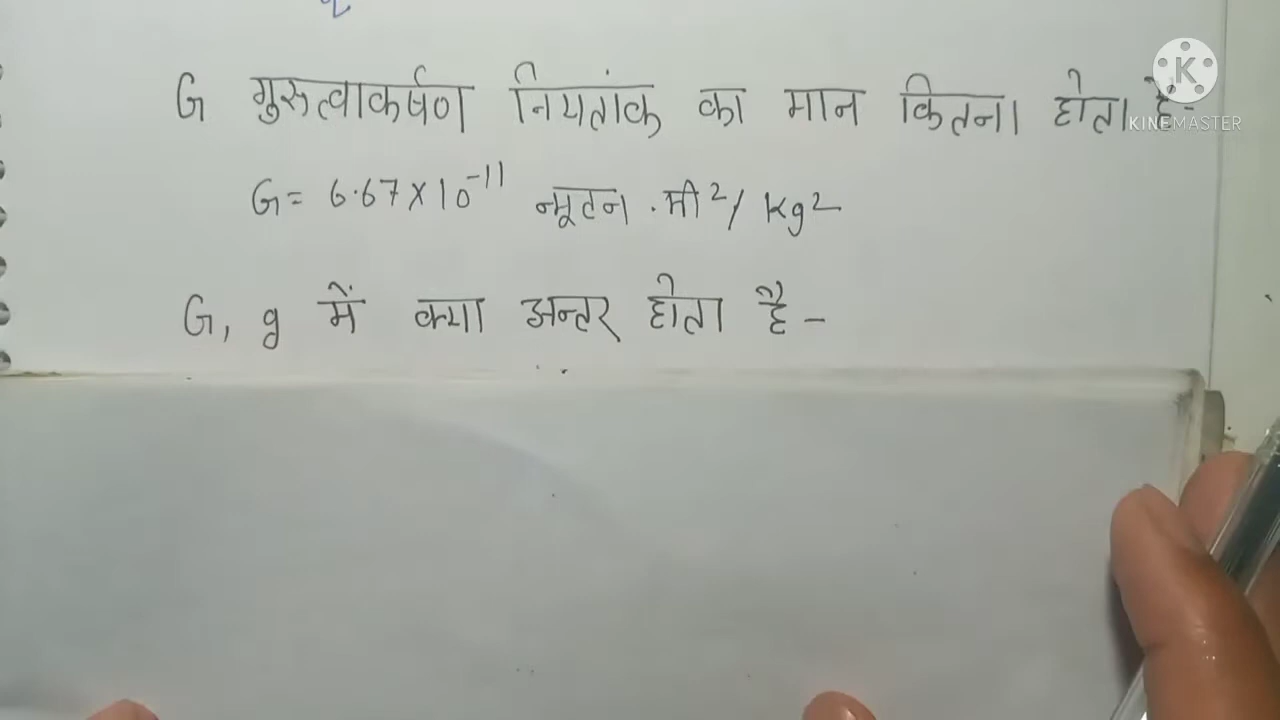 G गुरुत्वाकर्षण नियतांक का मान कितना होता है-
KINEMASTER
G = 6.67 × 10⁻¹¹ न्यूटन .मी²/ Kg²
G, g में क्या अन्तर होता है -